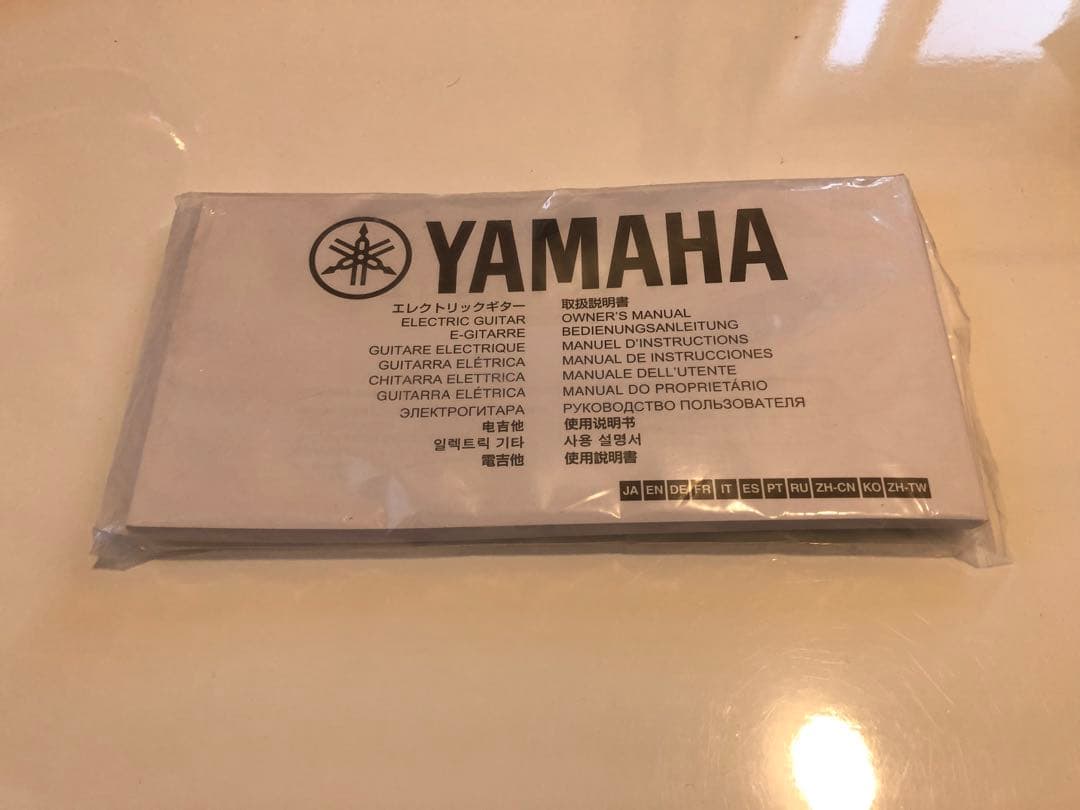 YAMAHA
エレクトリックギター 取扱説明書
ELECTRIC GUITAR OWNER'S MANUAL
E-GITARRE BEDIENUNGSANLEITUNG
GUITARE ELECTRIQUE MANUEL D'INSTRUCTIONS
GUITARRA ELÉTRICA MANUAL DE INSTRUCCIONES
CHITARRA ELETTRICA MANUALE DELL'UTENTE
GUITARRA ELÉTRICA MANUAL DO PROPRIETÁRIO
ЭЛЕКТРОГИТАРА РУКОВОДСТВО ПОЛЬЗОВАТЕЛЯ
电吉他 使用说明书
일렉트릭 기타 사용 설명서
電吉他 使用說明書
JA EN DE FR IT ES PT RU ZH-CN KO ZH-TW